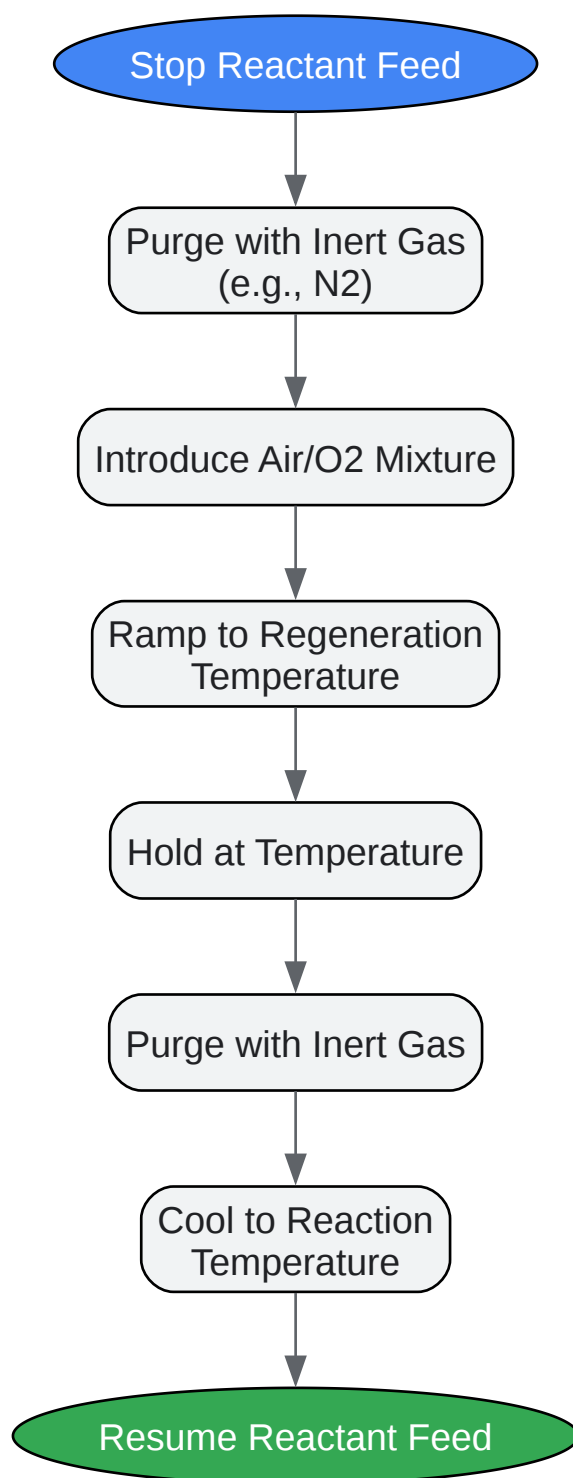 Stop Reactant Feed
Purge with Inert Gas
(e.g., N2)
Introduce Air/O2 Mixture
Ramp to Regeneration
Temperature
Hold at Temperature
Purge with Inert Gas
Cool to Reaction
Temperature
Resume Reactant Feed